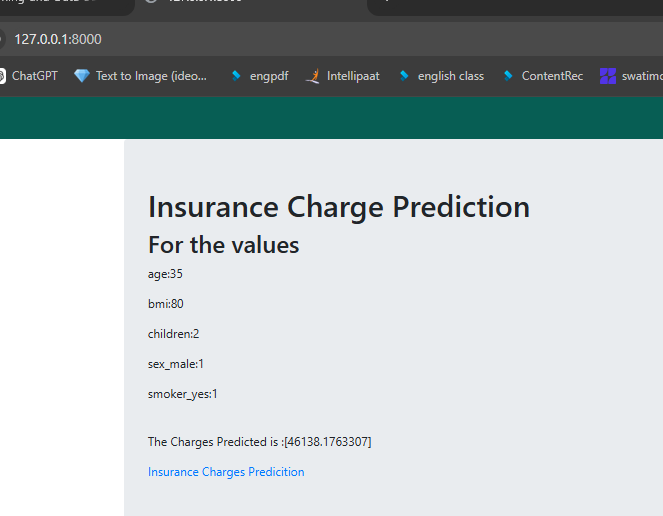 127.0.0.1:8000
ChatGPT Text to Image (ideo... engpdf Intellipaat english class ContentRec swatimo
Insurance Charge Prediction
For the values
age:35
bmi:80
children:2
sex_male:1
smoker_yes:1
The Charges Predicted is :[46138.1763307]
Insurance Charges Predicition